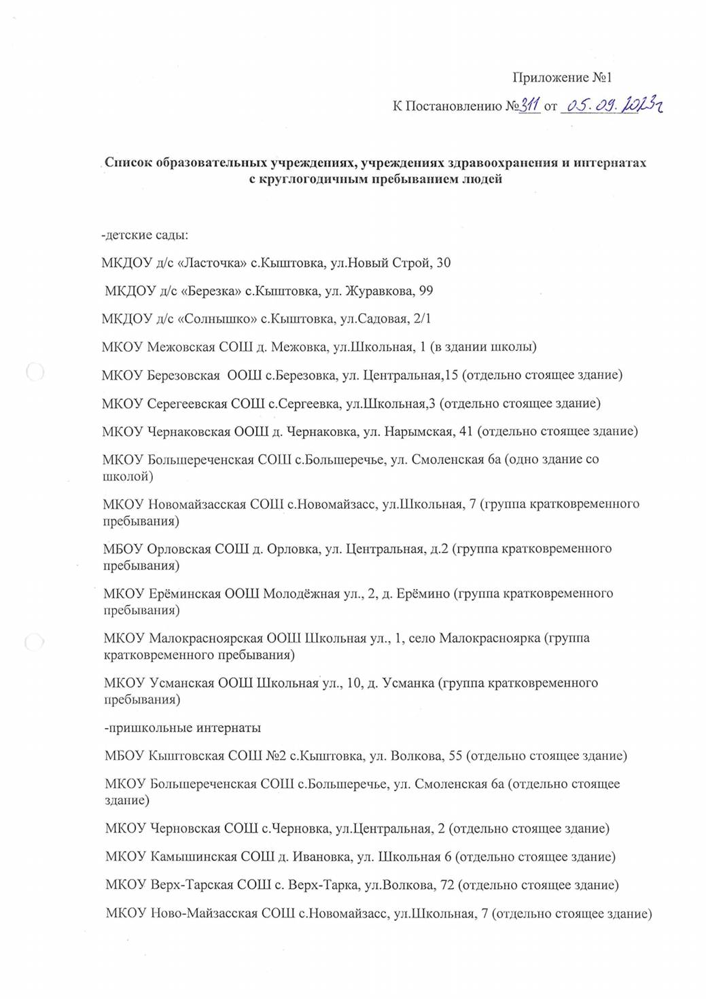 Приложение №1
К Постановлению №311 от 05.09.2023г
Список образовательных учреждениях, учреждениях здравоохранения и интернатах
с круглогодичным пребыванием людей
-детские сады:
МКДОУ д/с «Ласточка» с.Кыштовка, ул.Новый Строй, 30
МКДОУ д/с «Березка» с.Кыштовка, ул. Журавкова, 99
МКДОУ д/с «Солнышко» с.Кыштовка, ул.Садовая, 2/1
МКОУ Межовская СОШ д. Межовка, ул.Школьная, 1 (в здании школы)
МКОУ Березовская ООШ с.Березовка, ул. Центральная,15 (отдельно стоящее здание)
МКОУ Серегеевская СОШ с.Сергеевка, ул.Школьная,3 (отдельно стоящее здание)
МКОУ Чернаковская ООШ д. Чернаковка, ул. Нарымская, 41 (отдельно стоящее здание)
МКОУ Большереченская СОШ с.Большеречье, ул. Смоленская 6а (одно здание со
школой)
МКОУ Новомайзасская СОШ с.Новомайзасс, ул.Школьная, 7 (группа кратковременного
пребывания)
МБОУ Орловская СОШ д. Орловка, ул. Центральная, д.2 (группа кратковременного
пребывания)
МКОУ Ерёминская ООШ Молодёжная ул., 2, д. Ерёмино (группа кратковременного
пребывания)
МКОУ Малокрасноярская ООШ Школьная ул., 1, село Малокрасноярка (группа
кратковременного пребывания)
МКОУ Усманская ООШ Школьная ул., 10, д. Усманка (группа кратковременного
пребывания)
-пришкольные интернаты
МБОУ Кыштовская СОШ №2 с.Кыштовка, ул. Волкова, 55 (отдельно стоящее здание)
МКОУ Большереченская СОШ с.Большеречье, ул. Смоленская 6а (отдельно стоящее
здание)
МКОУ Черновская СОШ с.Черновка, ул.Центральная, 2 (отдельно стоящее здание)
МКОУ Камышинская СОШ д. Ивановка, ул. Школьная 6 (отдельно стоящее здание)
МКОУ Верх-Тарская СОШ с. Верх-Тарка, ул.Волкова, 72 (отдельно стоящее здание)
МКОУ Ново-Майзасская СОШ с.Новомайзасс, ул.Школьная, 7 (отдельно стоящее здание)